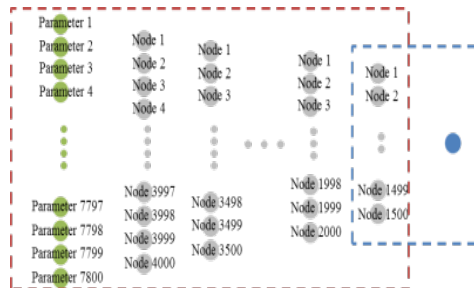 Parameter 1
Parameter 2
Parameter 3
Parameter 4
Parameter 7797
Parameter 7798
Parameter 7799
Parameter 7800
Node 1
Node 2
Node 3
Node 4
Node 3997
Node 3998
Node 3999
Node 4000
Node 1
Node 2
Node 3
Node 3498
Node 3499
Node 3500
Node 1
Node 2
Node 3
Node 1998
Node 1999
Node 2000
Node 1
Node 2
Node 1499
Node 1500